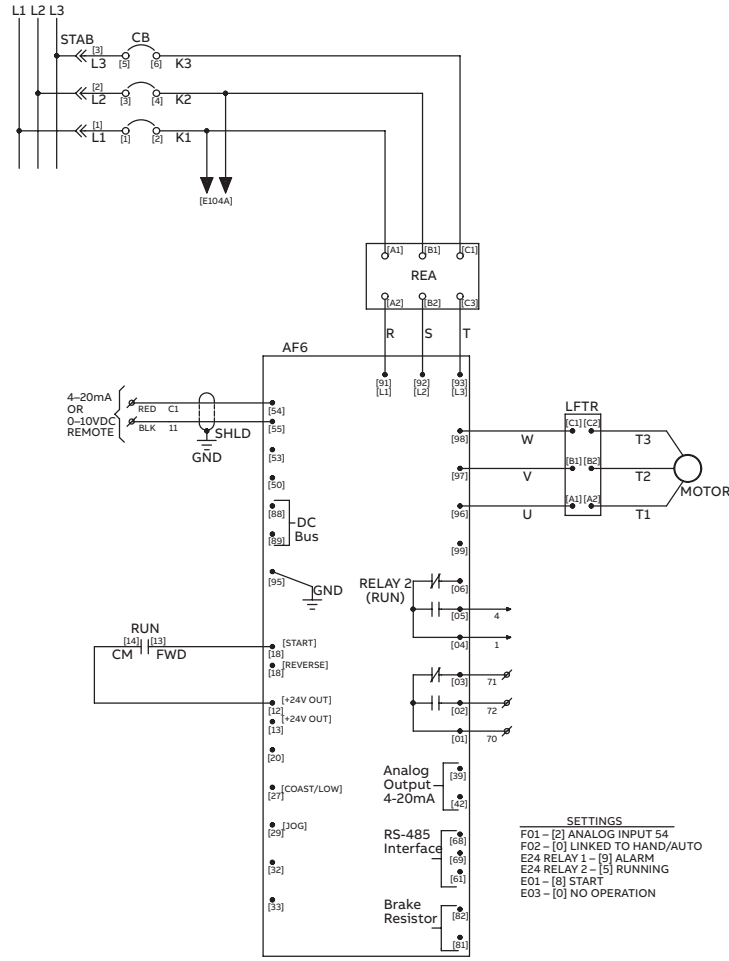 L1 L2 L3
STAB CB
[3]
L3 [5] [6] K3
[2]
L2 [3] [4] K2
[1]
L1 [1] [2] K1
[E104A]
[A1] [B1] [C1]
REA
[A2] [B2] [C3]
R S T
AF6
[91] [92] [93]
[L1] [L2] [L3]
4–20mA
OR
0–10VDC
REMOTE
RED C1
BLK 11
SHLD
GND
[54]
[55]
[53]
[50]
[88]
DC
Bus
[89]
[95]
GND
RUN
[14] [13]
CM FWD
[START]
[18]
[REVERSE]
[18]
[+24V OUT]
[12]
[+24V OUT]
[13]
[20]
[COAST/LOW]
[27]
[JOG]
[29]
[32]
[33]
LFTR
[C1] [C2]
[98] W T3
[B1] [B2]
[97] V T2
MOTOR
[A1] [A2]
[96] U T1
[99]
RELAY 2
(RUN)
[06]
[05] 4
[04] 1
[03] 71
[02] 72
[01] 70
Analog
Output
4-20mA
[39]
[42]
RS-485
Interface
[68]
[69]
[61]
Brake
Resistor
[82]
[81]
SETTINGS
F01 – [2] ANALOG INPUT 54
F02 – [0] LINKED TO HAND/AUTO
E24 RELAY 1 – [9] ALARM
E24 RELAY 2 – [5] RUNNING
E01 – [8] START
E03 – [0] NO OPERATION